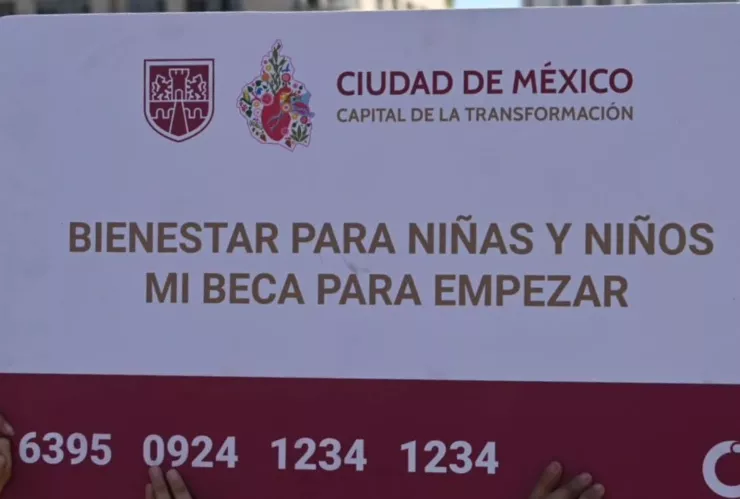 CIUDAD DE MÉXICO
CAPITAL DE LA TRANSFORMACIÓN
BIENESTAR PARA NIÑAS Y NIÑOS
MI BECA PARA EMPEZAR
6395 0924 1234 1234